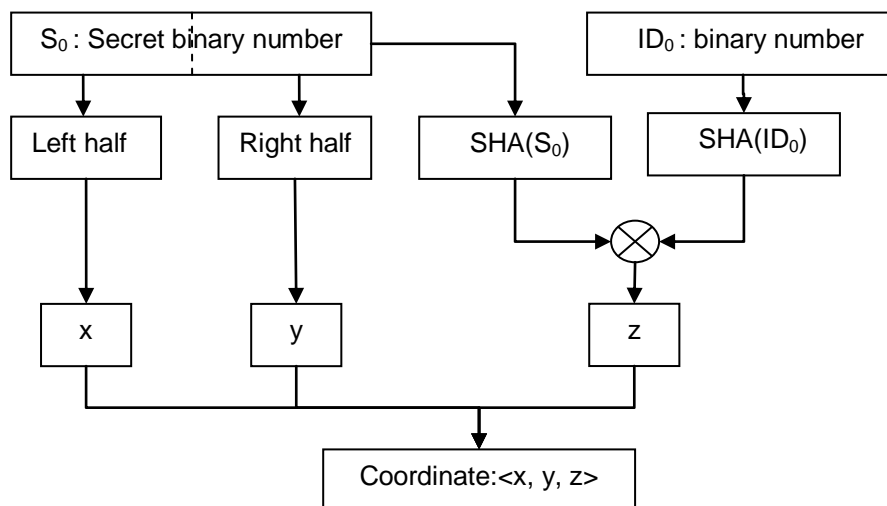 S₀ : Secret binary number
ID₀ : binary number
Left half
Right half
SHA(S₀)
SHA(ID₀)
x
y
z
Coordinate:<x, y, z>